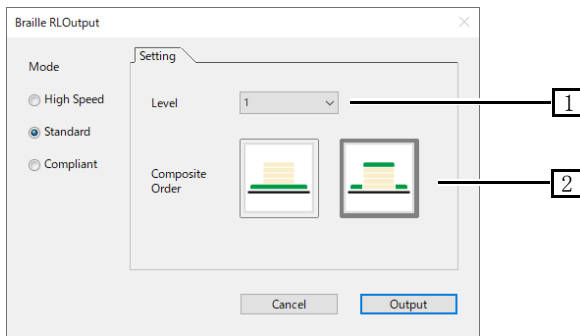 Braille RLOutput
Mode
High Speed
Standard
Compliant
Setting
Level
1
Composite
Order
Cancel
Output
1
2